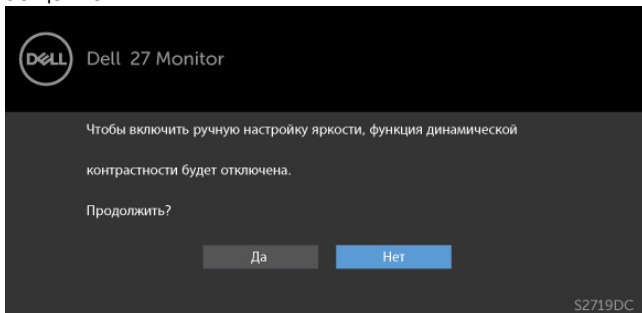 DELL
Dell 27 Monitor
Чтобы включить ручную настройку яркости, функция динамической
контрастности будет отключена.
Продолжить?
Да Нет
S2719DC